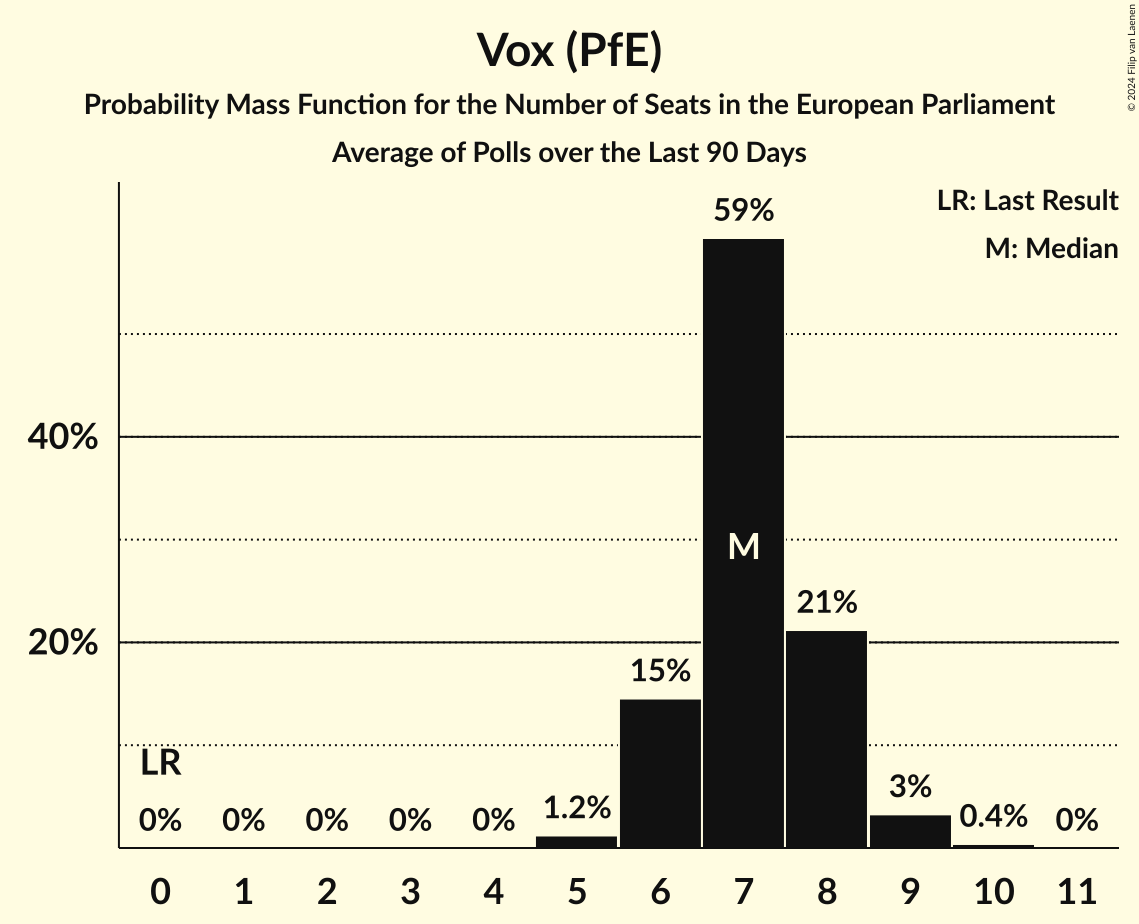 Vox (PfE)
Probability Mass Function for the Number of Seats in the European Parliament
Average of Polls over the Last 90 Days
© 2024 Filip van Laenen
LR: Last Result
M: Median
59%
40%
M
21%
20%
15%
LR
3%
1.2%
0.4%
0% 0% 0% 0% 0% 0%
0 1 2 3 4 5 6 7 8 9 10 11